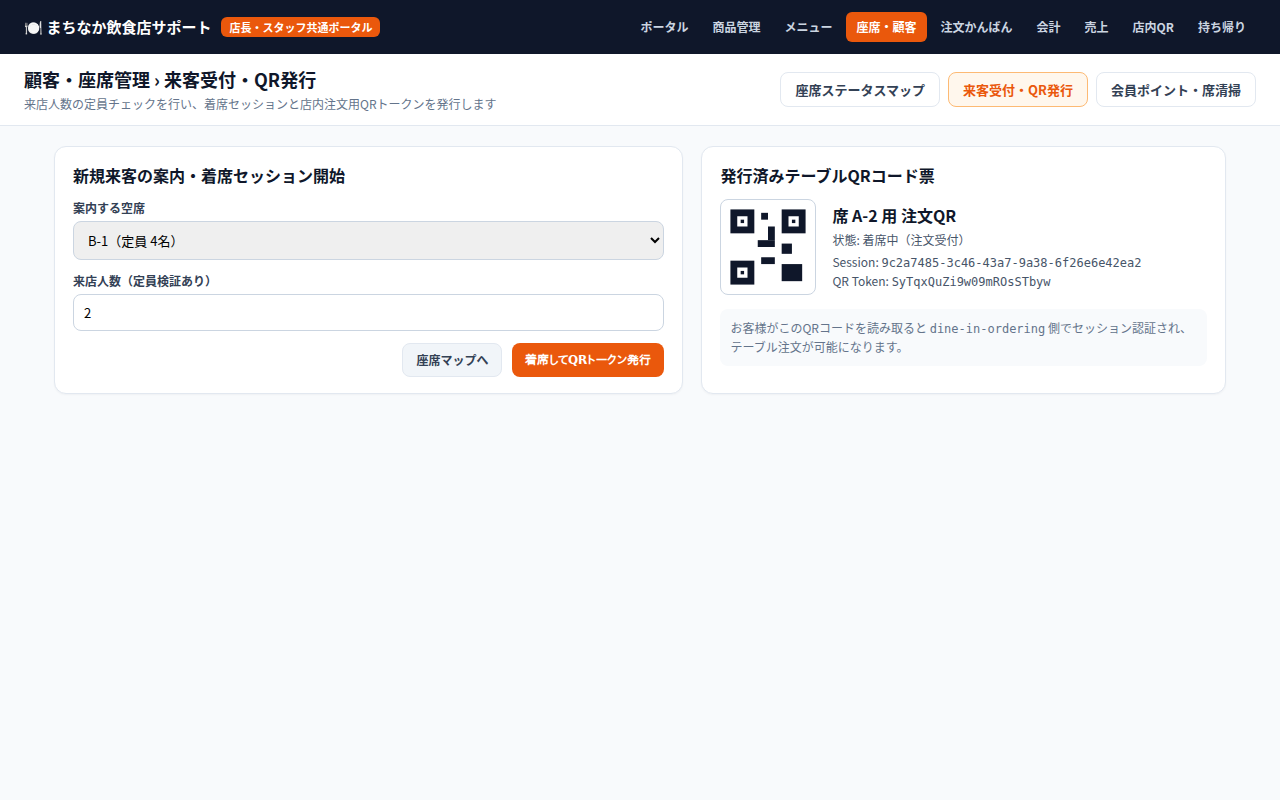 🍽️ まちなか飲食店サポート
店長・スタッフ共通ポータル
ポータル
商品管理
メニュー
座席・顧客
注文かんばん
会計
売上
店内QR
持ち帰り
顧客・座席管理 › 来客受付・QR発行
来店人数の定員チェックを行い、着席セッションと店内注文用QRトークンを発行します
座席ステータスマップ
来客受付・QR発行
会員ポイント・席清掃
新規来客の案内・着席セッション開始
案内する空席
B-1（定員 4名）
来店人数（定員検証あり）
2
座席マップへ
着席してQRトークン発行
発行済みテーブルQRコード票
席 A-2 用 注文QR
状態: 着席中（注文受付）
Session: 9c2a7485-3c46-43a7-9a38-6f26e6e42ea2
QR Token: SyTqxQuZi9w09mROsSTbyw
お客様がこのQRコードを読み取ると dine-in-ordering 側でセッション認証され、
テーブル注文が可能になります。